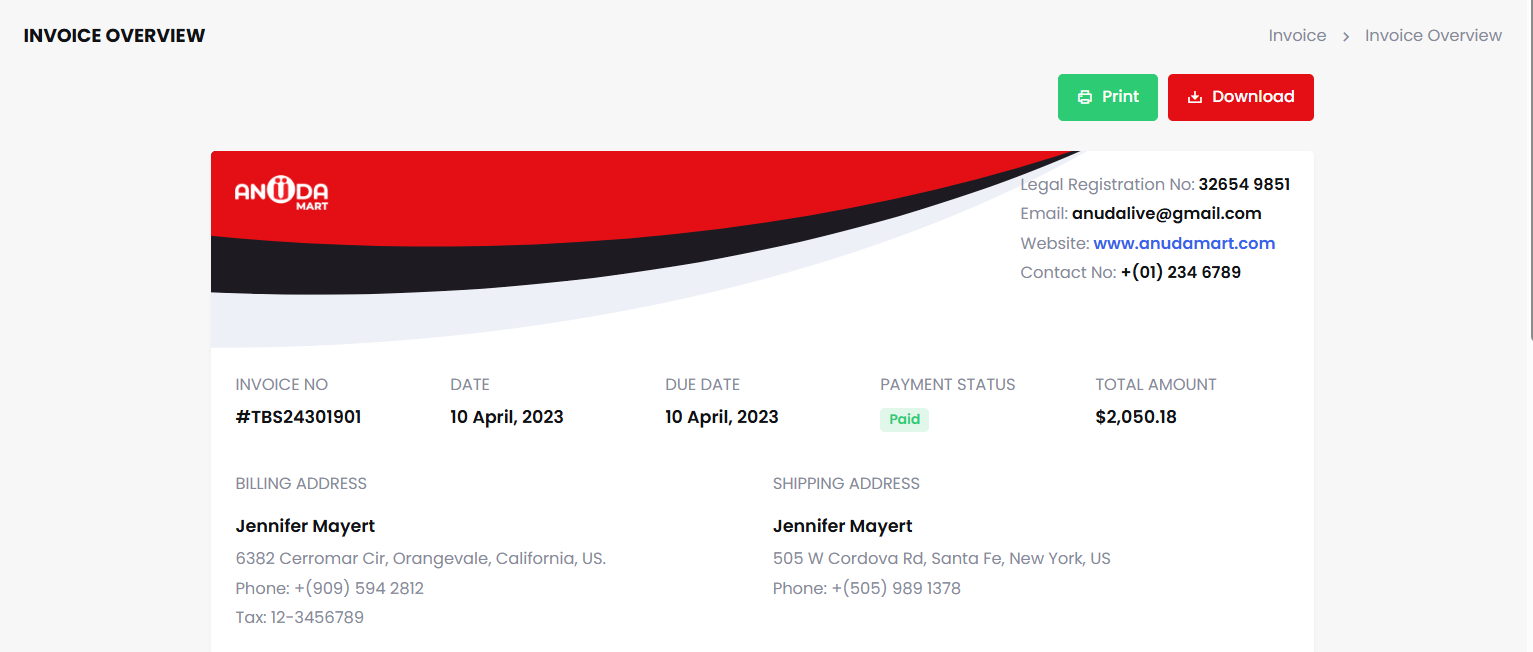 INVOICE OVERVIEW
Invoice > Invoice Overview
Print Download
ANÜDA
MART
Legal Registration No: 32654 9851
Email: anudalive@gmail.com
Website: www.anudamart.com
Contact No: +(01) 234 6789
INVOICE NO DATE DUE DATE PAYMENT STATUS TOTAL AMOUNT
#TBS24301901 10 April, 2023 10 April, 2023 Paid $2,050.18
BILLING ADDRESS
Jennifer Mayert
6382 Cerromar Cir, Orangevale, California, US.
Phone: +(909) 594 2812
Tax: 12-3456789
SHIPPING ADDRESS
Jennifer Mayert
505 W Cordova Rd, Santa Fe, New York, US
Phone: +(505) 989 1378